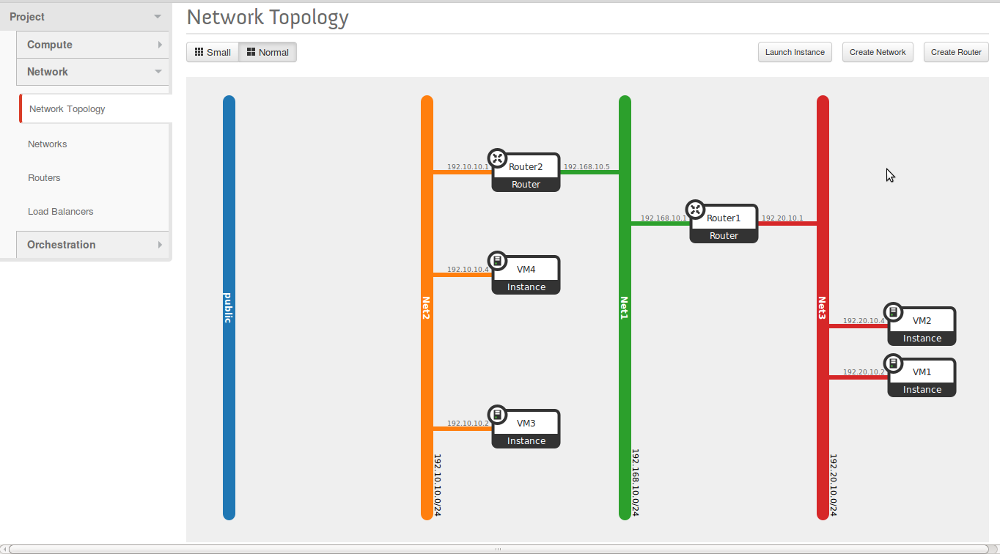 Project
Compute
Network
Network Topology
Networks
Routers
Load Balancers
Orchestration
Network Topology
Small
Normal
Launch Instance
Create Network
Create Router
public
Net2
192.10.10.0/24
192.10.10.1
Router2
Router
192.168.10.5
192.10.10.4
VM4
Instance
192.10.10.2
VM3
Instance
Net1
192.168.10.0/24
192.168.10.1
Router1
Router
192.20.10.1
Net3
192.20.10.0/24
192.20.10.4
VM2
Instance
192.20.10.2
VM1
Instance